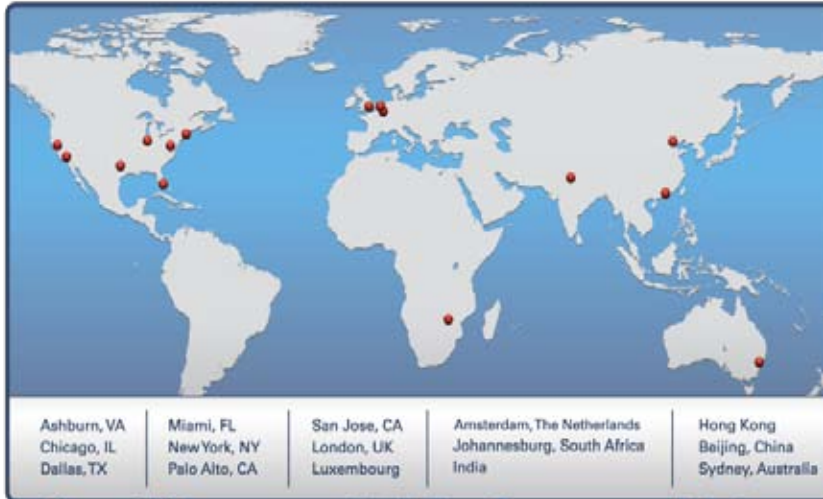 Ashburn, VA
Chicago, IL
Dallas, TX
Miami, FL
New York, NY
Palo Alto, CA
San Jose, CA
London, UK
Luxembourg
Amsterdam, The Netherlands
Johannesburg, South Africa
India
Hong Kong
Beijing, China
Sydney, Australia